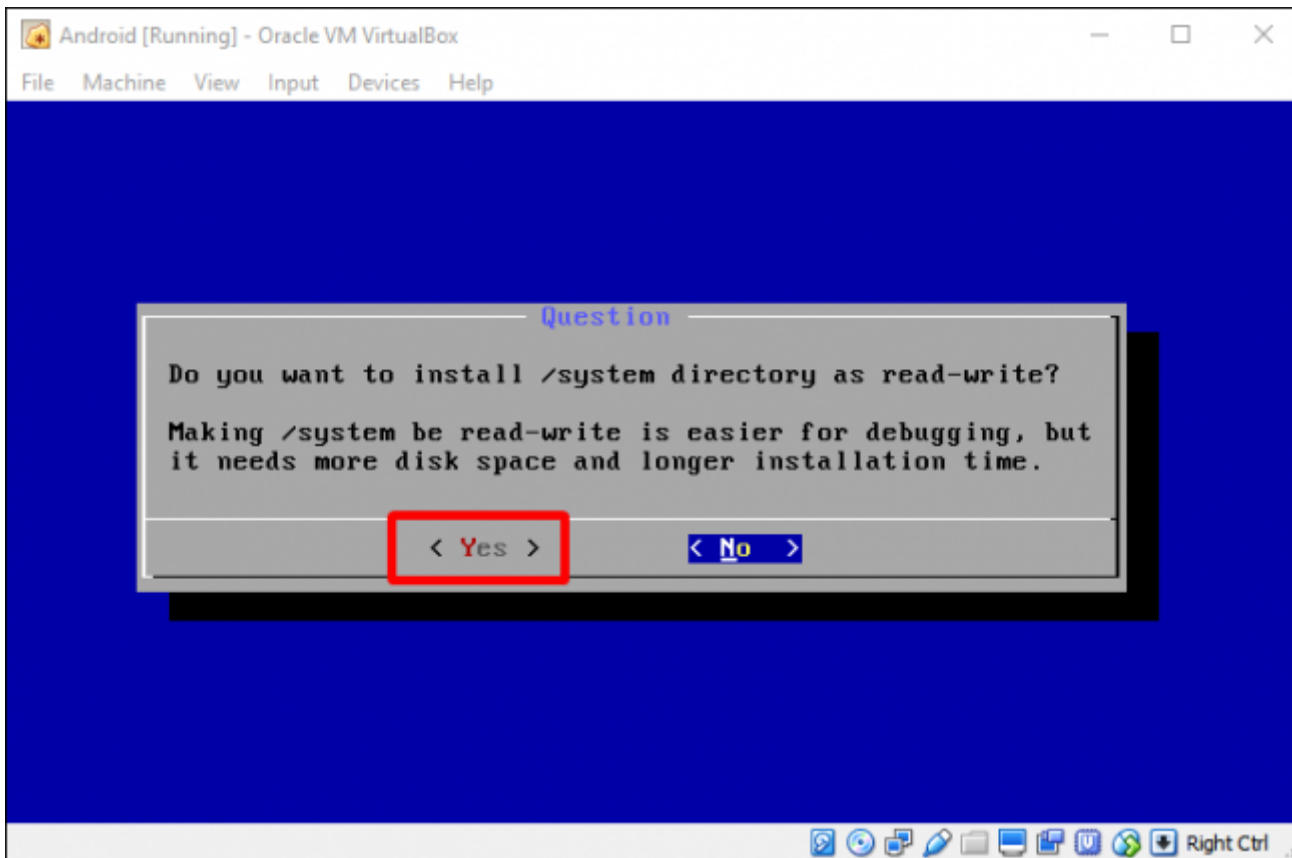 Android [Running] - Oracle VM VirtualBox
File Machine View Input Devices Help
Question
Do you want to install /system directory as read-write?
Making /system be read-write is easier for debugging, but
it needs more disk space and longer installation time.
< Yes > < No >
Right Ctrl